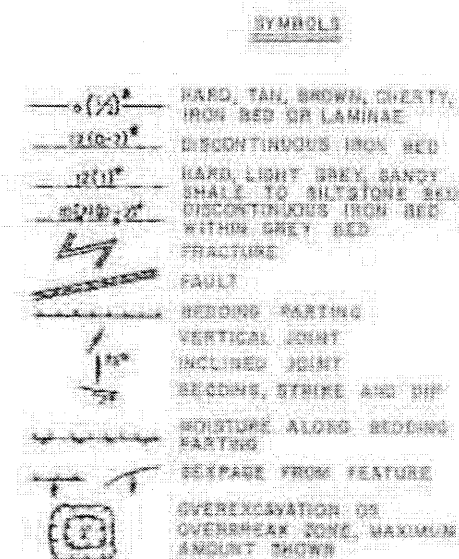 SYMBOLS
HARD, TAN, BROWN, CHERTY,
IRON BED OR LAMINAE
DISCONTINUOUS IRON BED
HARD, LIGHT GREY, SANDY
SHALE TO SILTSTONE BED
DISCONTINUOUS IRON BED
WITHIN GREY BED
FRACTURE
FAULT
BEDDING PARTING
VERTICAL JOINT
INCLINED JOINT
BEDDING, STRIKE AND DIP
MOISTURE ALONG BEDDING
PARTING
SEEPAGE FROM FEATURE
OVEREXCAVATION OR
OVERBREAK ZONE, MAXIMUM
AMOUNT SHOWN